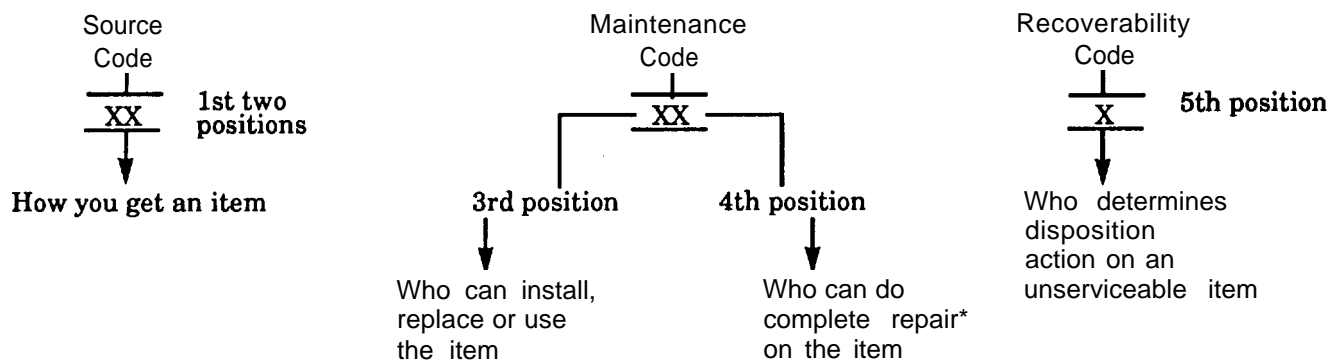 Source
Code
XX
1st two
positions
How you get an item
Maintenance
Code
XX
3rd position
4th position
Who can install,
replace or use
the item
Who can do
complete repair*
on the item
Recoverability
Code
X
5th position
Who determines
disposition
action on an
unserviceable item